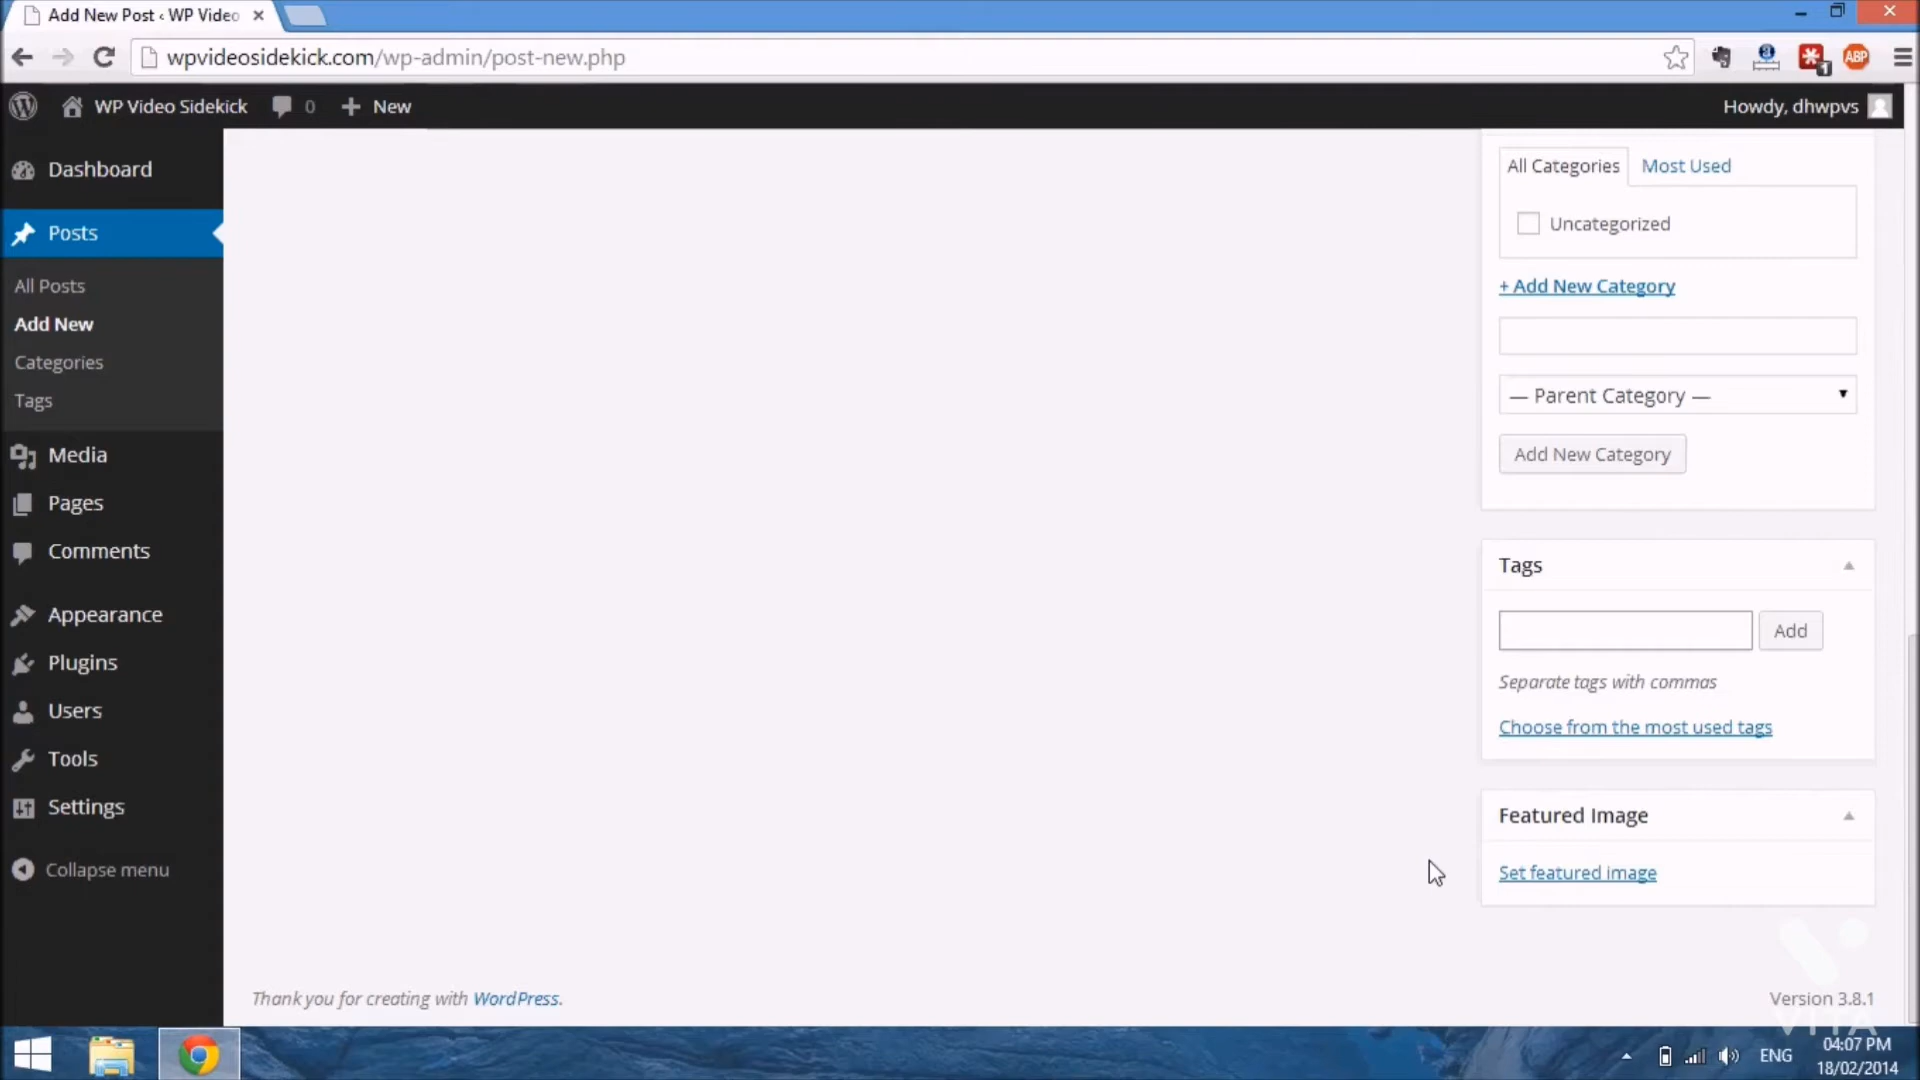 Add New Post ‹ WP Video
wpvideosidekick.com/wp-admin/post-new.php
ABP
WP Video Sidekick
0
New
Howdy, dhwpvs
Dashboard
Posts
All Posts
Add New
Categories
Tags
Media
Pages
Comments
Appearance
Plugins
Users
Tools
Settings
Collapse menu
All Categories
Most Used
Uncategorized
+ Add New Category
— Parent Category —
Add New Category
Tags
Add
Separate tags with commas
Choose from the most used tags
Featured Image
Set featured image
Thank you for creating with WordPress.
Version 3.8.1
VITA
ENG
04:07 PM
18/02/2014